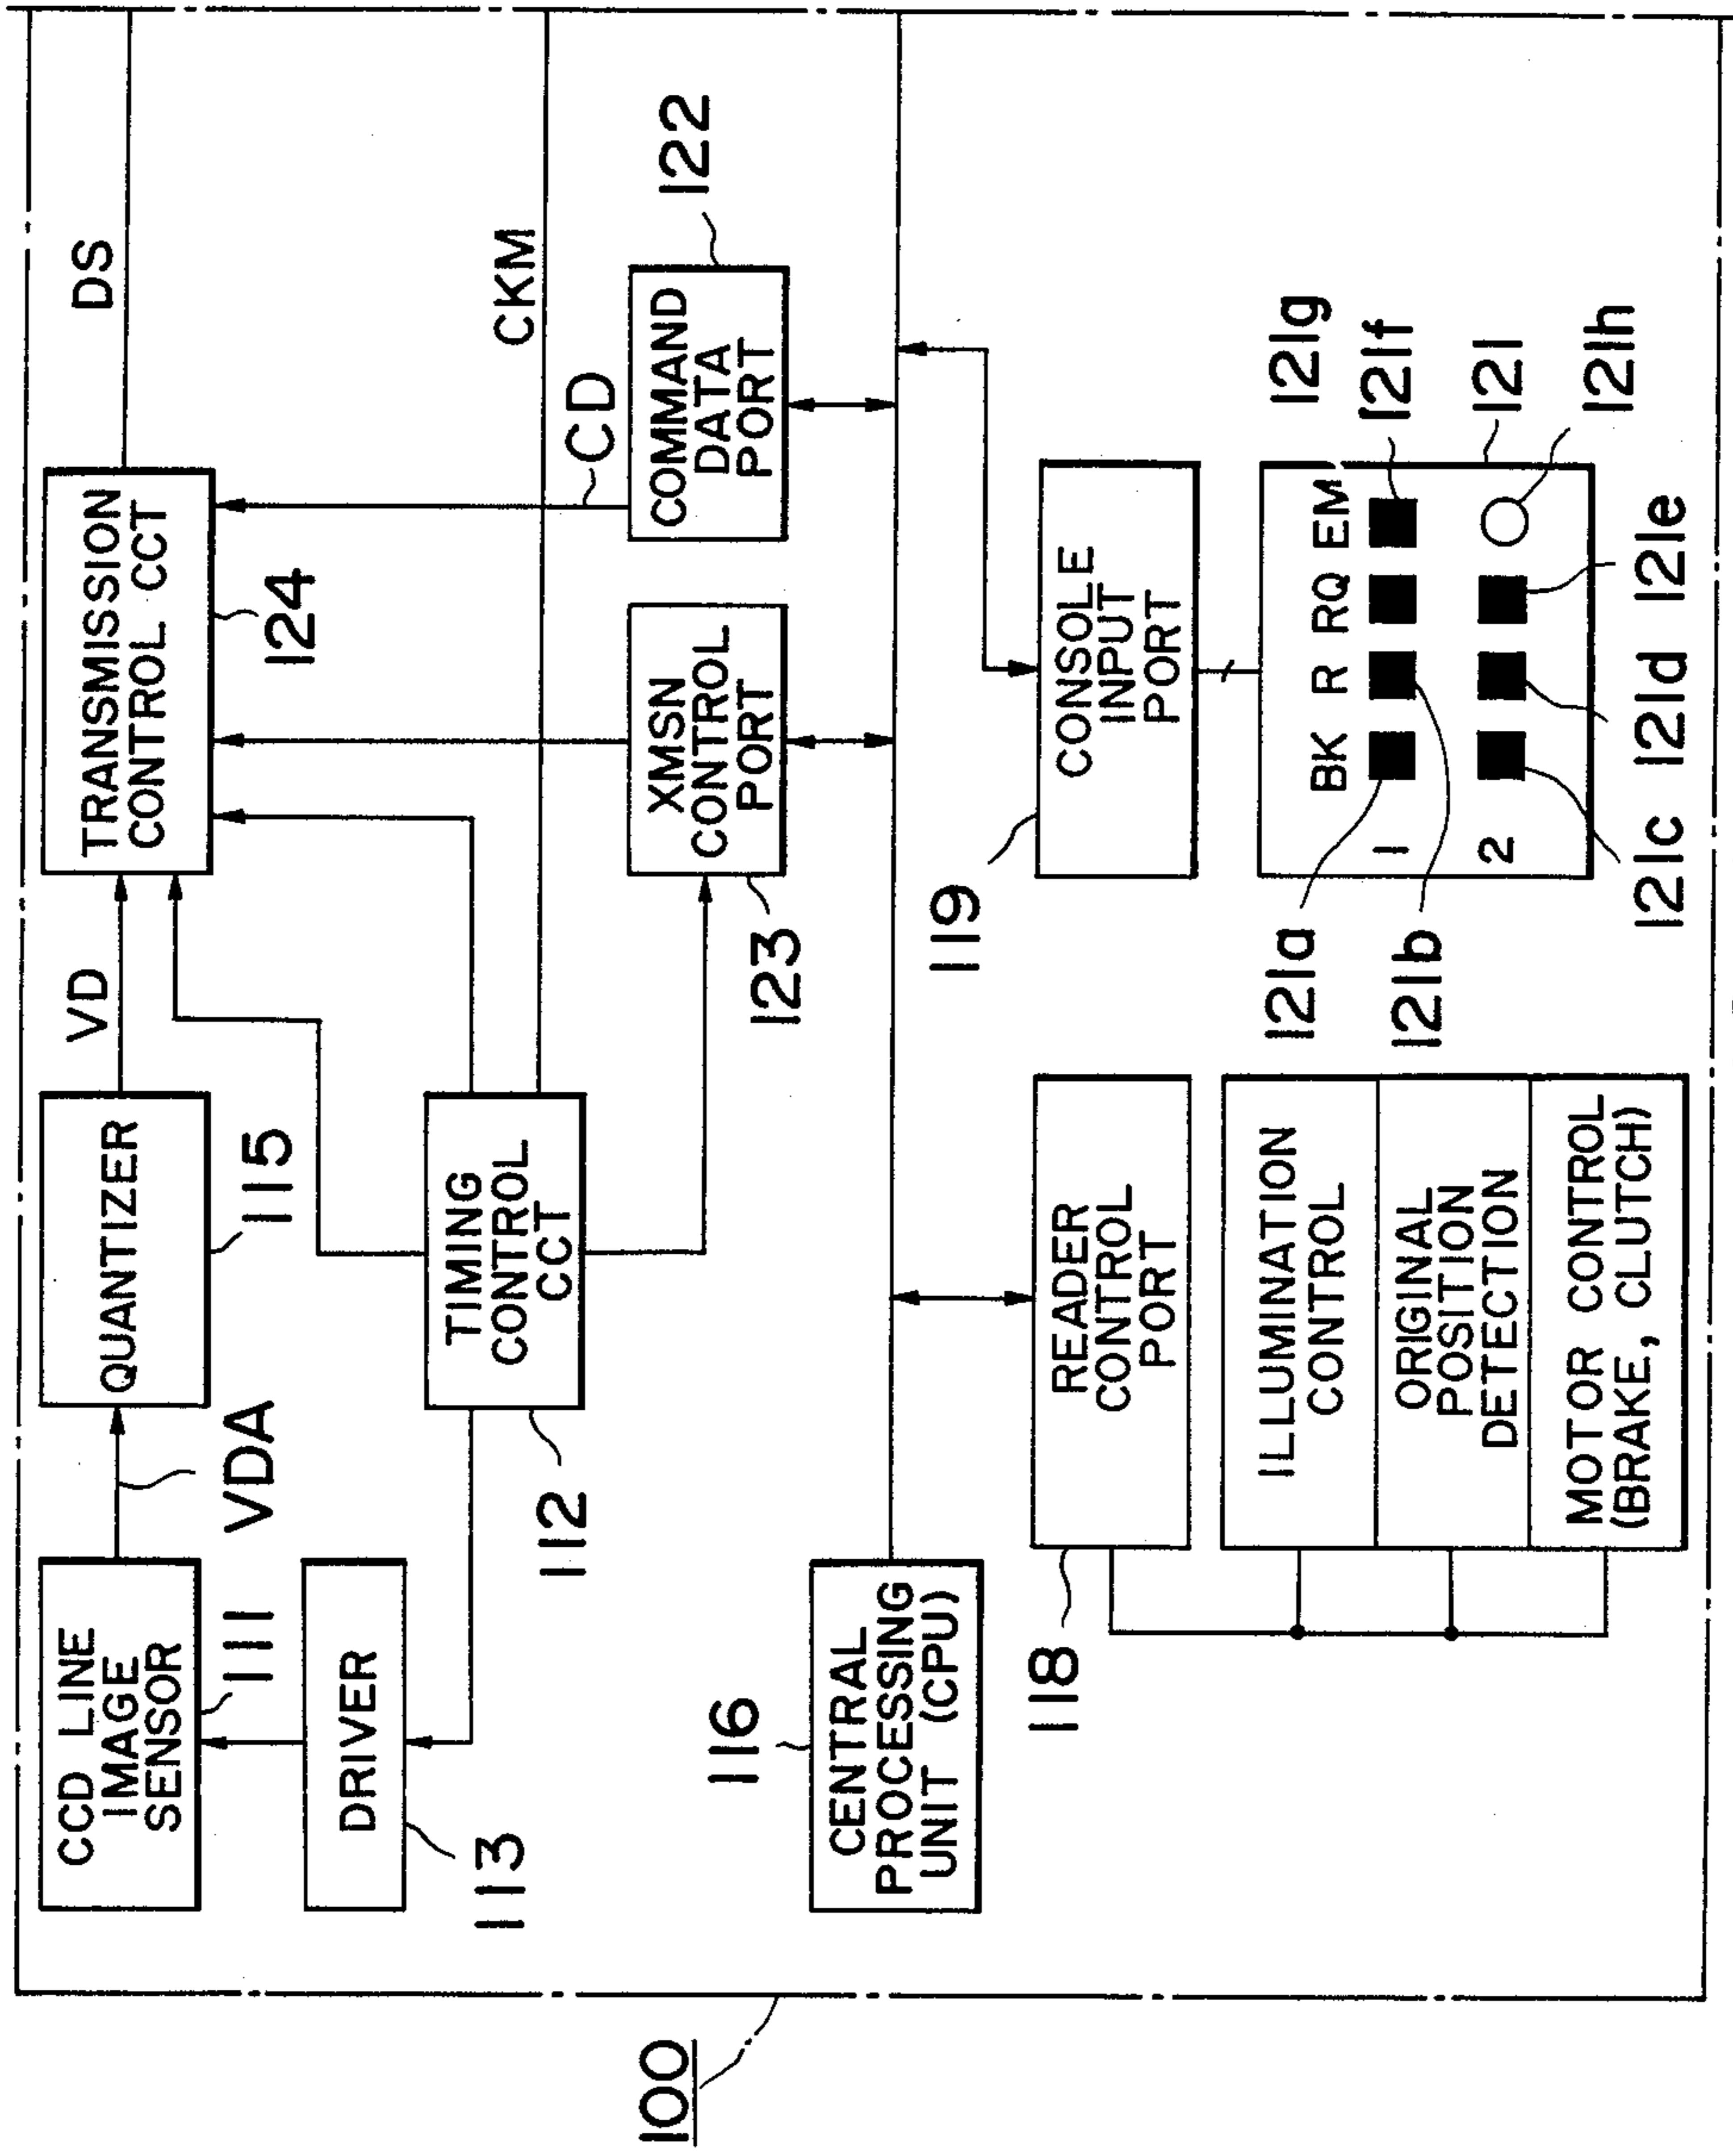 100
CCD LINE
IMAGE
SENSOR
111
VDA
QUANTIZER
115
VD
TRANSMISSION
CONTROL CCT
124
DS
DRIVER
113
TIMING
CONTROL
CCT
112
CKM
XMSN
CONTROL
PORT
123
CD
COMMAND
DATA
PORT
122
CENTRAL
PROCESSING
UNIT (CPU)
116
READER
CONTROL
PORT
118
ILLUMINATION
CONTROL
ORIGINAL
POSITION
DETECTION
MOTOR CONTROL
(BRAKE, CLUTCH)
CONSOLE
INPUT
PORT
119
BK R RQ EM
1
2
121a
121b
121c 121d 121e
121g
121f
121
121h